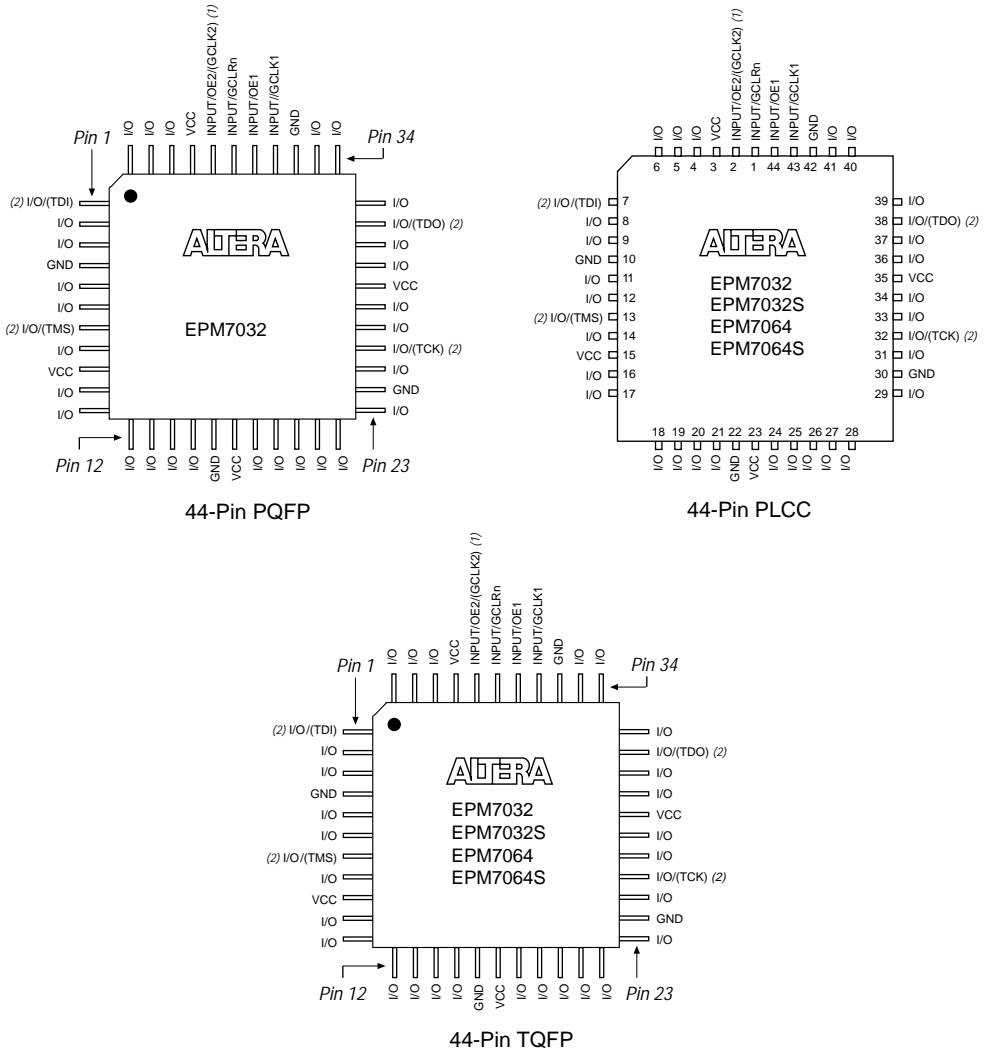 I/O
I/O
I/O
VCC
INPUT/OE2/(GCLK2) (1)
INPUT/GCLRn
INPUT/OE1
INPUT//GCLK1
GND
I/O
I/O
Pin 1
Pin 34
(2) I/O/(TDI)
I/O
I/O
GND
I/O
I/O
(2) I/O/(TMS)
I/O
VCC
I/O
I/O
ALTERA
EPM7032
I/O
I/O/(TDO) (2)
I/O
I/O
VCC
I/O
I/O
I/O/(TCK) (2)
I/O
GND
I/O
Pin 12
I/O
I/O
I/O
I/O
GND
VCC
I/O
I/O
I/O
I/O
I/O
Pin 23
44-Pin PQFP
I/O
I/O
I/O
VCC
INPUT/OE2/(GCLK2) (1)
INPUT/GCLRn
INPUT/OE1
INPUT/GCLK1
GND
I/O
I/O
6 5 4 3 2 1 44 43 42 41 40
(2) I/O/(TDI) 7
I/O 8
I/O 9
GND 10
I/O 11
I/O 12
(2) I/O/(TMS) 13
I/O 14
VCC 15
I/O 16
I/O 17
ALTERA
EPM7032
EPM7032S
EPM7064
EPM7064S
39 I/O
38 I/O/(TDO) (2)
37 I/O
36 I/O
35 VCC
34 I/O
33 I/O
32 I/O/(TCK) (2)
31 I/O
30 GND
29 I/O
18 19 20 21 22 23 24 25 26 27 28
I/O
I/O
I/O
I/O
GND
VCC
I/O
I/O
I/O
I/O
I/O
44-Pin PLCC
I/O
I/O
I/O
VCC
INPUT/OE2/(GCLK2) (1)
INPUT/GCLRn
INPUT/OE1
INPUT/GCLK1
GND
I/O
I/O
Pin 1
Pin 34
(2) I/O/(TDI)
I/O
I/O
GND
I/O
I/O
(2) I/O/(TMS)
I/O
VCC
I/O
I/O
ALTERA
EPM7032
EPM7032S
EPM7064
EPM7064S
I/O
I/O/(TDO) (2)
I/O
I/O
VCC
I/O
I/O
I/O/(TCK) (2)
I/O
GND
I/O
Pin 12
I/O
I/O
I/O
I/O
GND
VCC
I/O
I/O
I/O
I/O
I/O
Pin 23
44-Pin TQFP